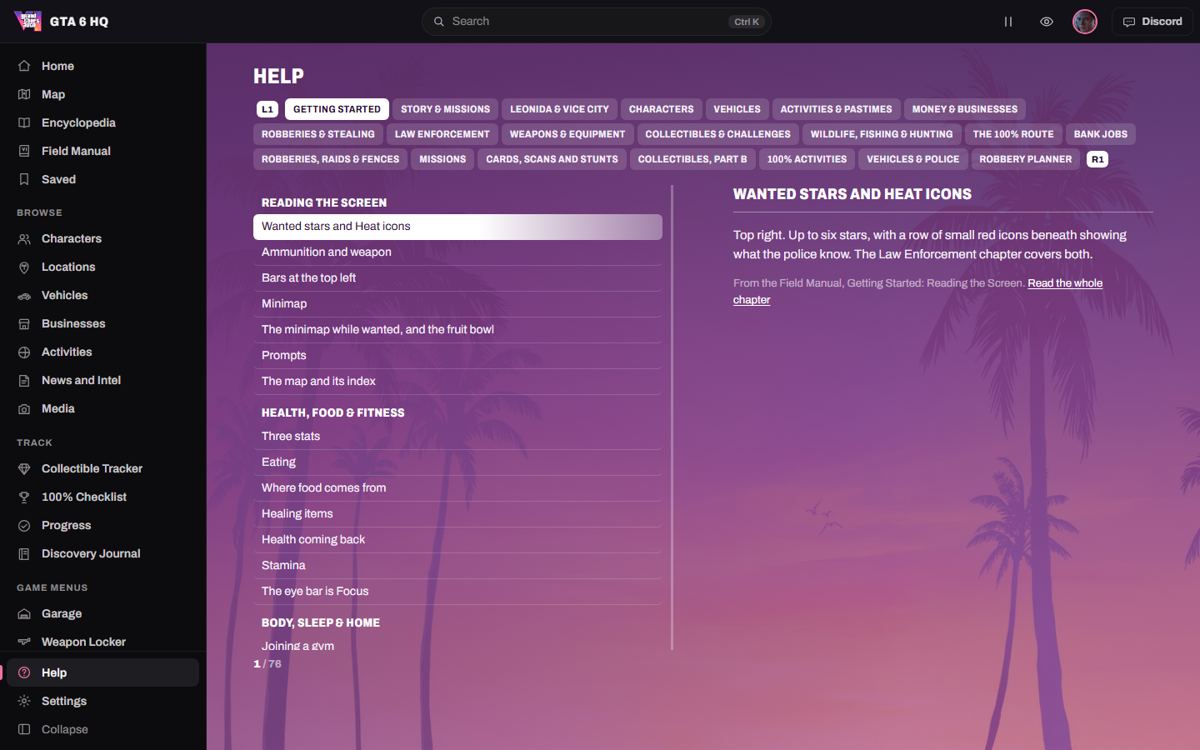 GTA 6 HQ
Search
Ctrl K
Discord
Home
Map
Encyclopedia
Field Manual
Saved
BROWSE
Characters
Locations
Vehicles
Businesses
Activities
News and Intel
Media
TRACK
Collectible Tracker
100% Checklist
Progress
Discovery Journal
GAME MENUS
Garage
Weapon Locker
Help
Settings
Collapse
HELP
L1 GETTING STARTED STORY & MISSIONS LEONIDA & VICE CITY CHARACTERS VEHICLES ACTIVITIES & PASTIMES MONEY & BUSINESSES
ROBBERIES & STEALING LAW ENFORCEMENT WEAPONS & EQUIPMENT COLLECTIBLES & CHALLENGES WILDLIFE, FISHING & HUNTING THE 100% ROUTE BANK JOBS
ROBBERIES, RAIDS & FENCES MISSIONS CARDS, SCANS AND STUNTS COLLECTIBLES, PART B 100% ACTIVITIES VEHICLES & POLICE ROBBERY PLANNER R1
READING THE SCREEN
Wanted stars and Heat icons
Ammunition and weapon
Bars at the top left
Minimap
The minimap while wanted, and the fruit bowl
Prompts
The map and its index
HEALTH, FOOD & FITNESS
Three stats
Eating
Where food comes from
Healing items
Health coming back
Stamina
The eye bar is Focus
BODY, SLEEP & HOME
Joining a gym
1 / 76
WANTED STARS AND HEAT ICONS
Top right. Up to six stars, with a row of small red icons beneath showing
what the police know. The Law Enforcement chapter covers both.
From the Field Manual, Getting Started: Reading the Screen. Read the whole
chapter